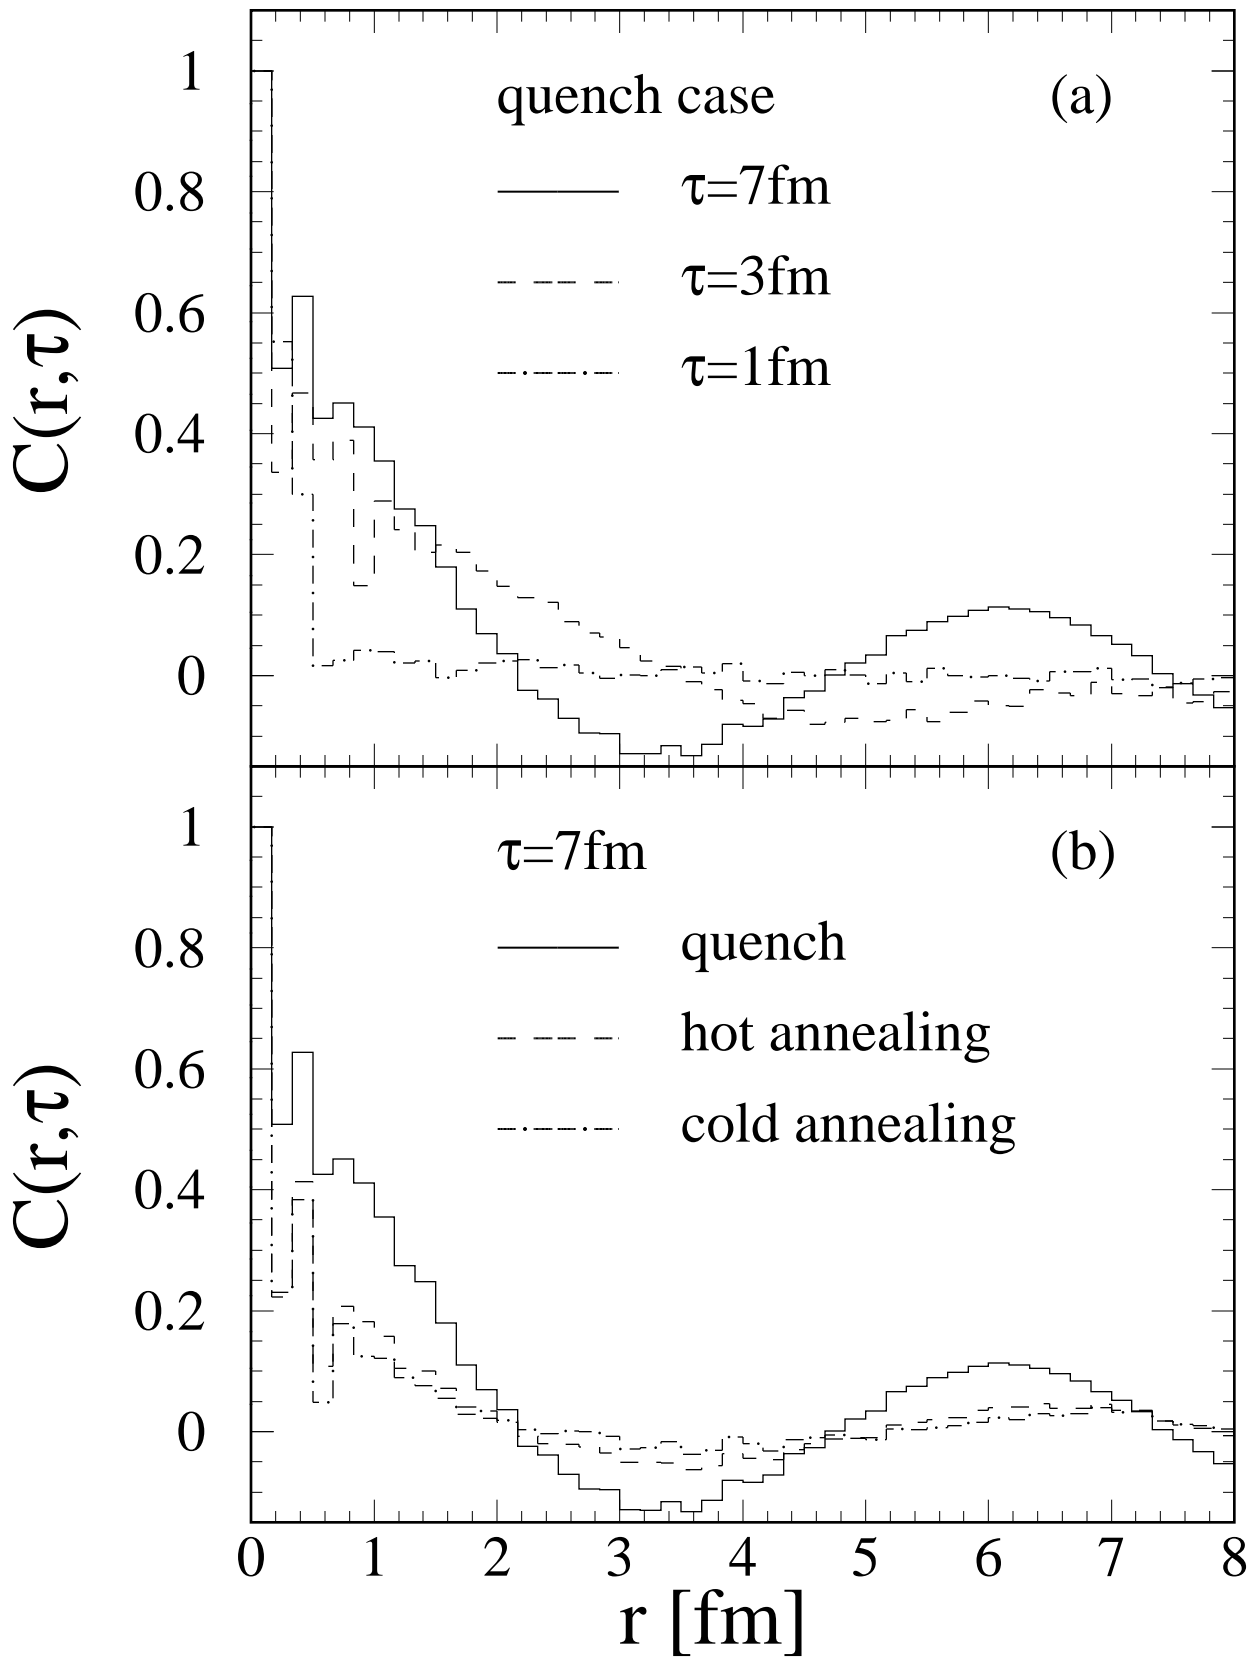 1
quench case (a)
0.8
τ=7fm
0.6
τ=3fm
0.4
τ=1fm
0.2
0
C(r,τ)
1
τ=7fm (b)
0.8
quench
0.6
hot annealing
0.4
cold annealing
0.2
0
C(r,τ)
0 1 2 3 4 5 6 7 8
r [fm]